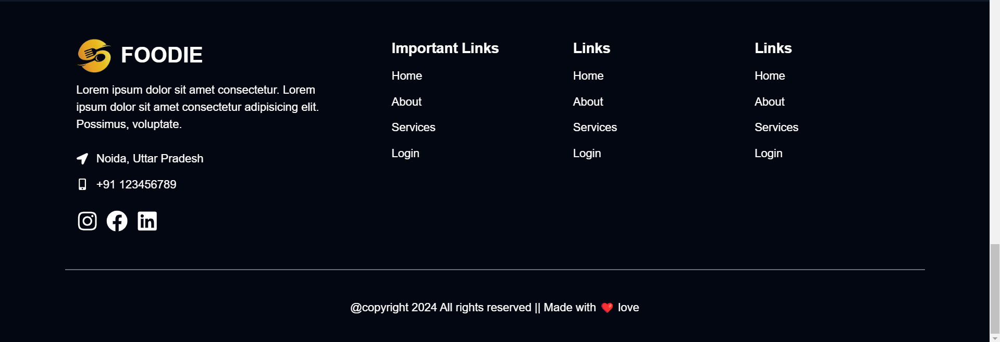 FOODIE
Lorem ipsum dolor sit amet consectetur. Lorem
ipsum dolor sit amet consectetur adipisicing elit.
Possimus, voluptate.
Noida, Uttar Pradesh
+91 123456789
Important Links
Home
About
Services
Login
Links
Home
About
Services
Login
Links
Home
About
Services
Login
@copyright 2024 All rights reserved || Made with ❤️ love